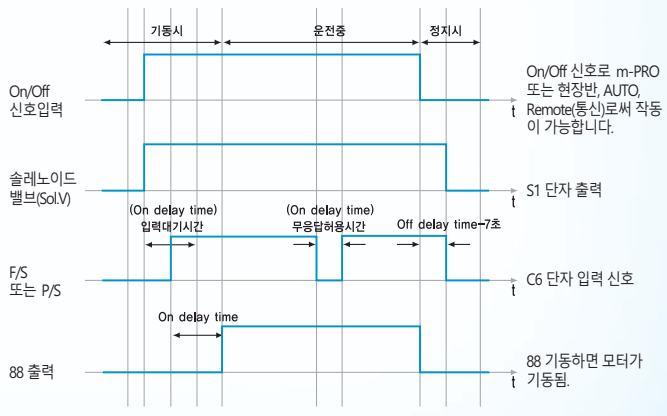 기동시
운전중
정지시
On/Off
신호입력
t
On/Off 신호로 m-PRO
또는 현장반, AUTO,
Remote(통신)로써 작동
이 가능합니다.
솔레노이드
밸브(Sol.V)
t
S1 단자 출력
(On delay time)
입력대기시간
(On delay time)
무응답허용시간
Off delay time-7초
F/S
또는 P/S
t
C6 단자 입력 신호
On delay time
88 출력
t
88 기동하면 모터가
기동됨.